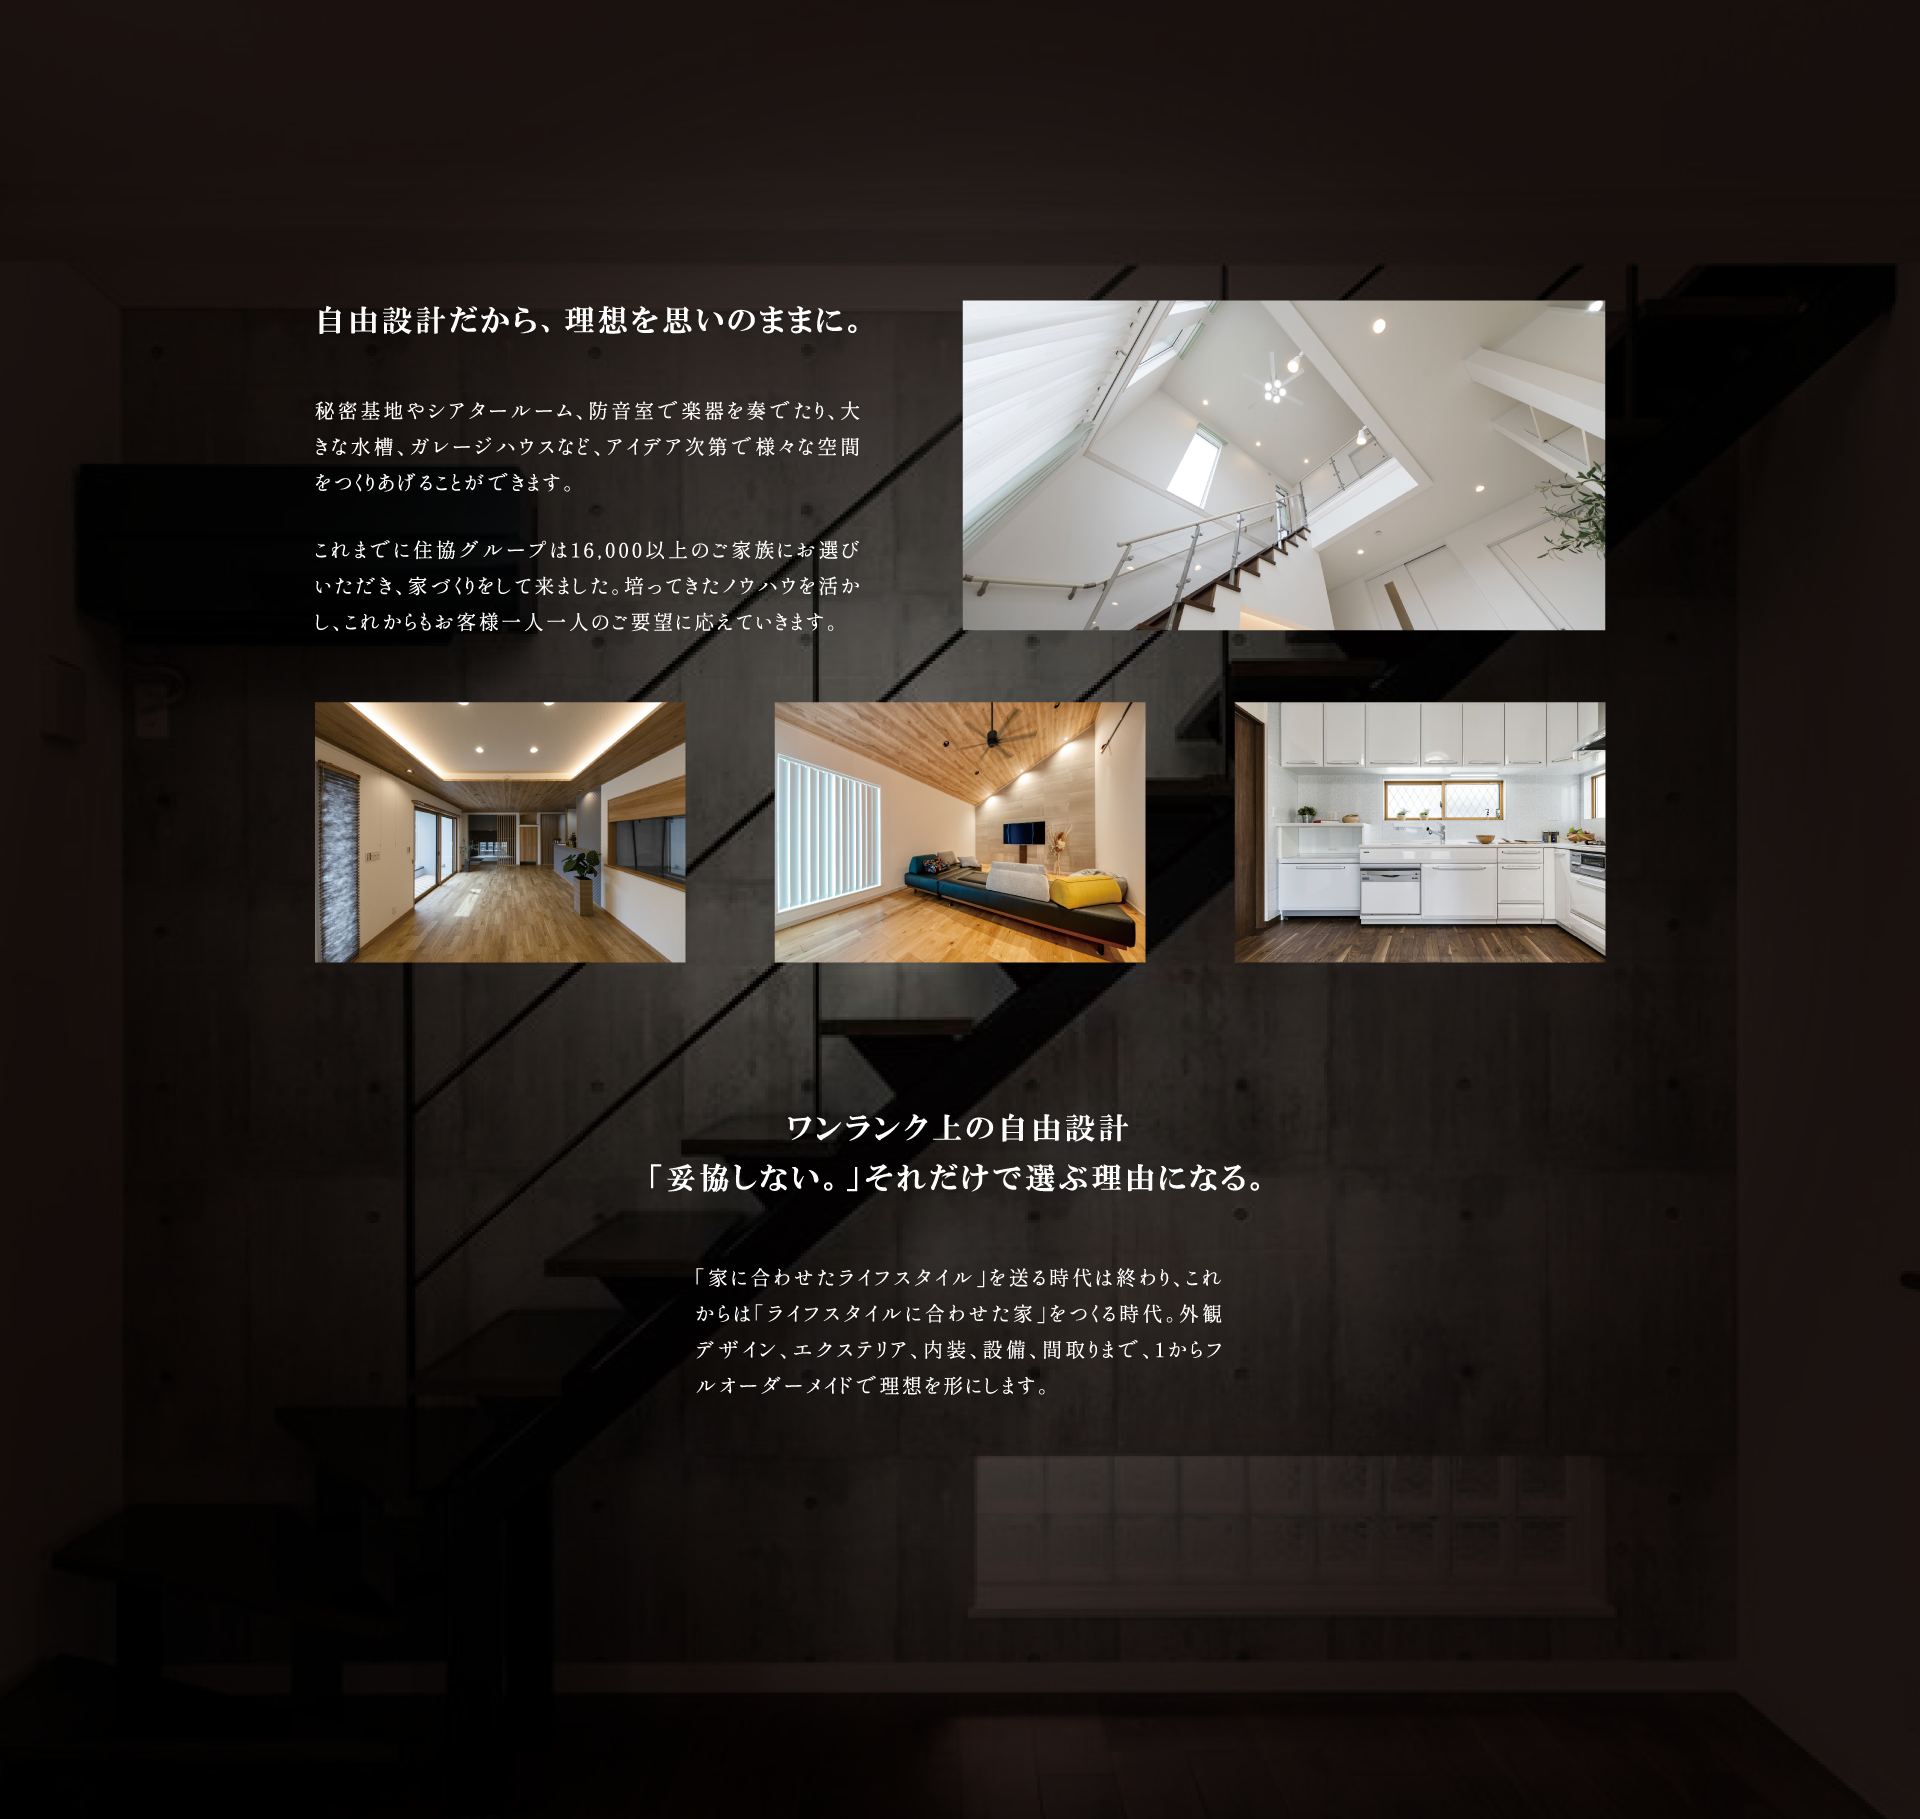 自由設計だから、理想を思いのままに。
秘密基地やシアタールーム、防音室で楽器を奏でたり、大
きな水槽、ガレージハウスなど、アイデア次第で様々な空間
をつくりあげることができます。
これまでに住協グループは16,000以上のご家族にお選び
いただき、家づくりをして来ました。培ってきたノウハウを活か
し、これからもお客様一人一人のご要望に応えていきます。
ワンランク上の自由設計
「妥協しない。」それだけで選ぶ理由になる。
「家に合わせたライフスタイル」を送る時代は終わり、これ
からは「ライフスタイルに合わせた家」をつくる時代。外観
デザイン、エクステリア、内装、設備、間取りまで、1からフ
ルオーダーメイドで理想を形にします。